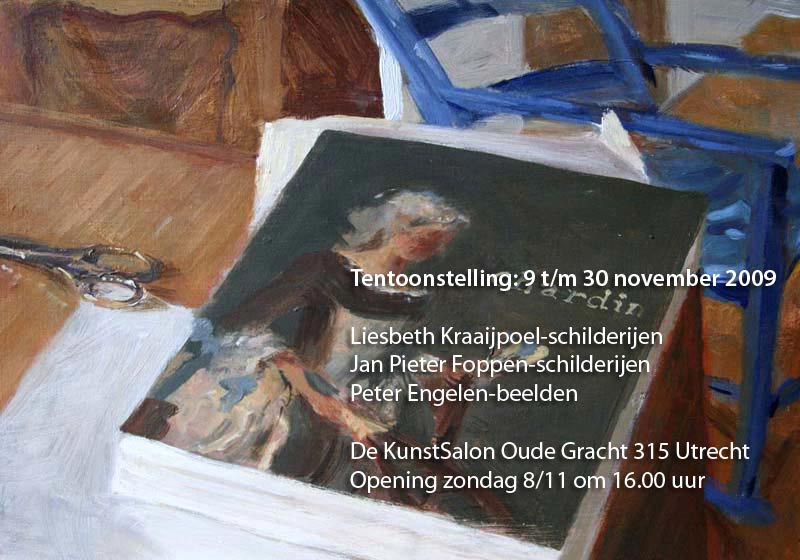 Chardin
Tentoonstelling: 9 t/m 30 november 2009
Liesbeth Kraaijpoel-schilderijen
Jan Pieter Foppen-schilderijen
Peter Engelen-beelden
De KunstSalon Oude Gracht 315 Utrecht
Opening zondag 8/11 om 16.00 uur